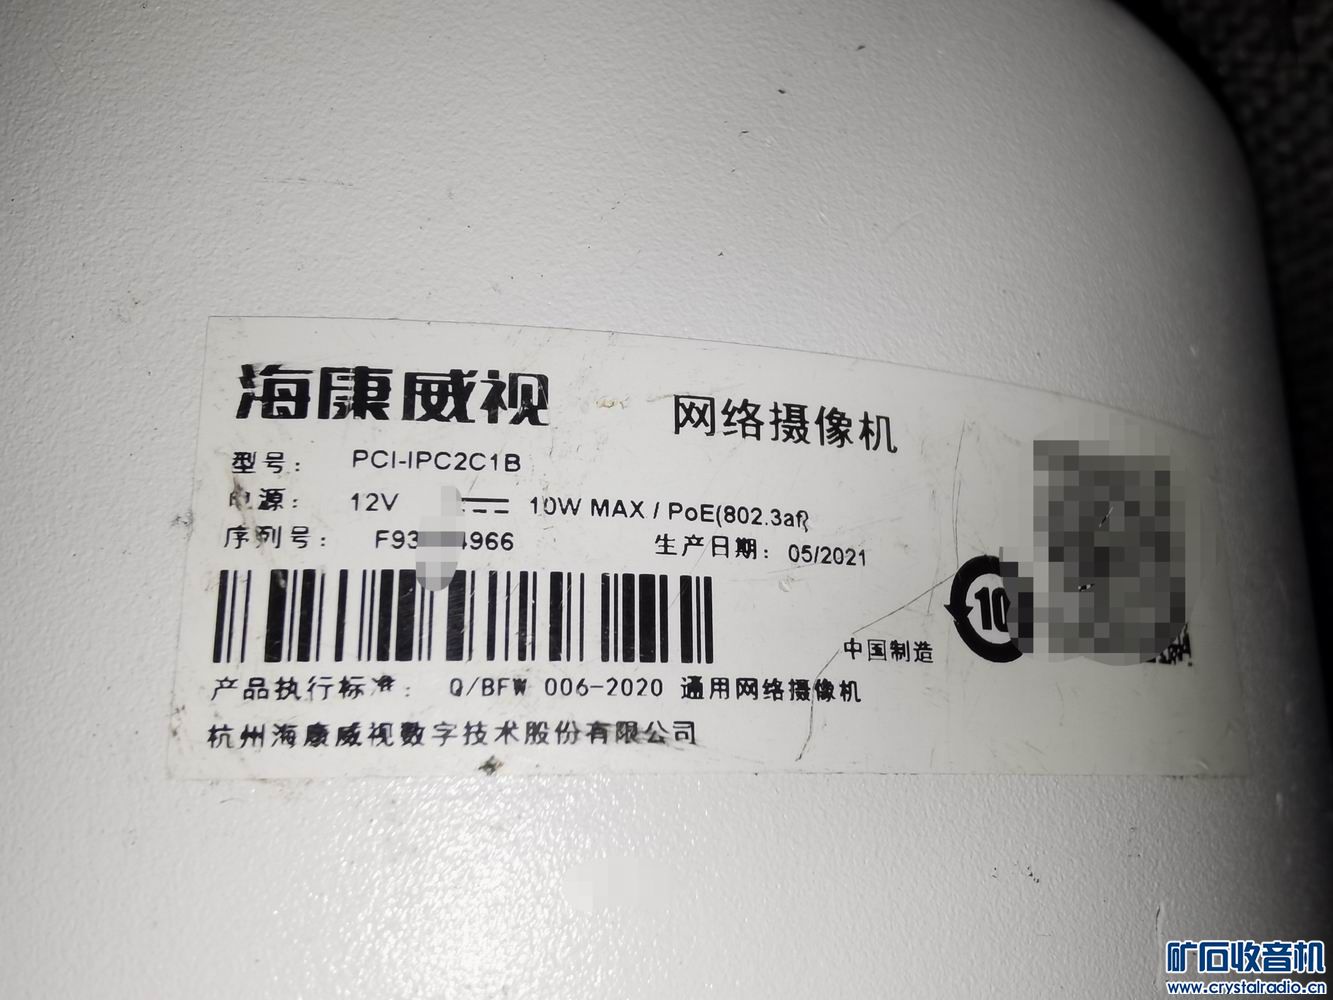 海康威视 网络摄像机
型号： PCI-IPC2C1B
电源： 12V 10W MAX / PoE(802.3af)
序列号： F93 4966 生产日期： 05/2021
10
中国制造
产品执行标准： Q/BFW 006-2020 通用网络摄像机
杭州海康威视数字技术股份有限公司
矿石收音机
www.crystalradio.cn